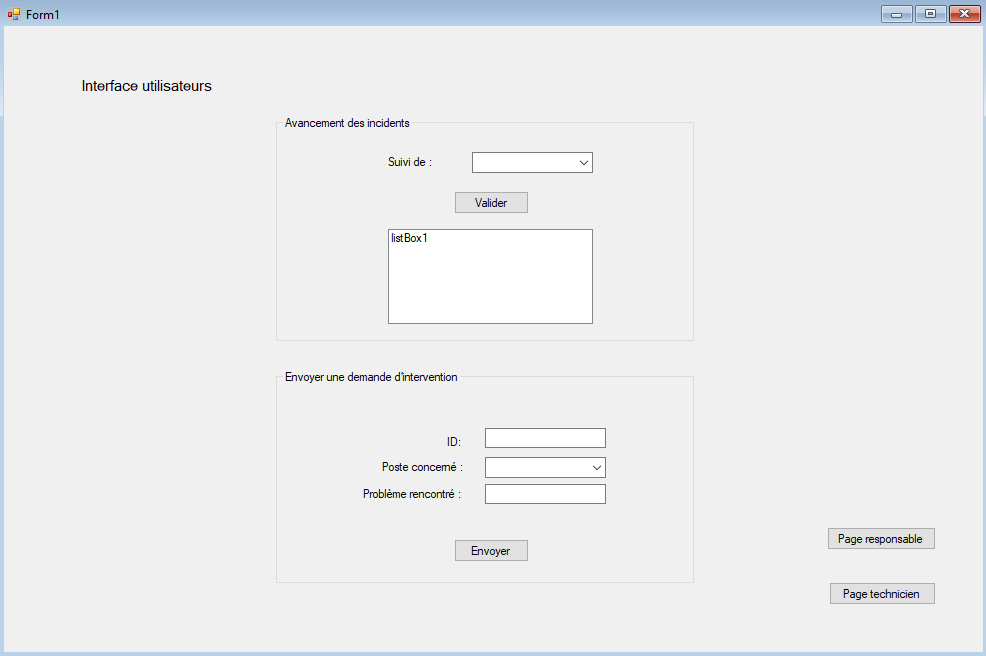 Form1
Interface utilisateurs
Avancement des incidents
Suivi de :
Valider
listBox1
Envoyer une demande d'intervention
ID:
Poste concerné :
Problème rencontré :
Envoyer
Page responsable
Page technicien